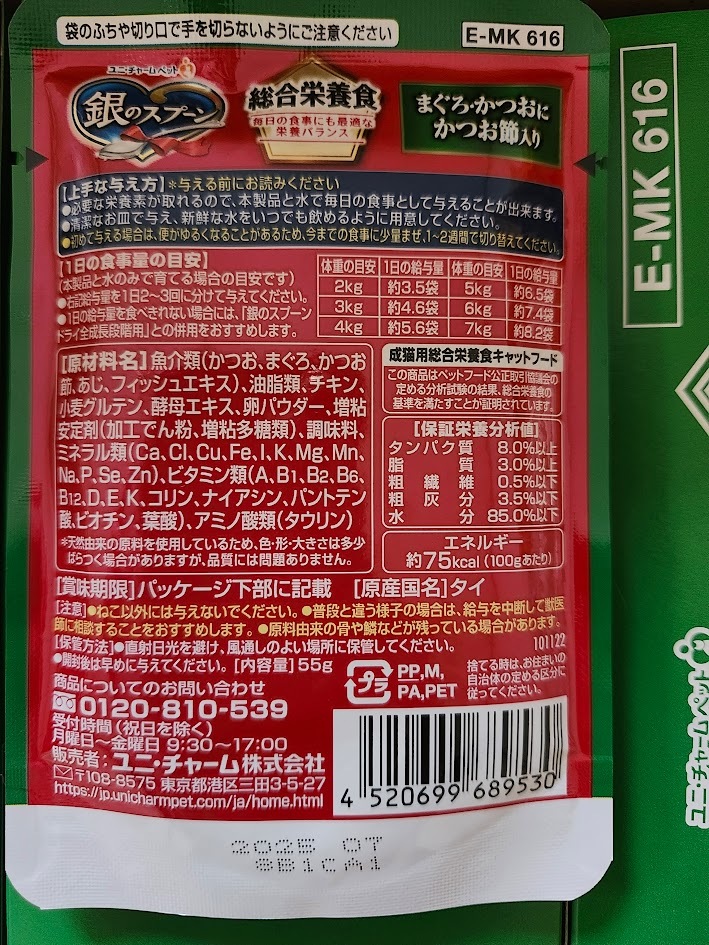 袋のふちや切り口で手を切らないようにご注意ください
E-MK 616
ユニ・チャームペット
銀のスプーン
総合栄養食
毎日の食事にも最適な
栄養バランス
まぐろ・かつおに
かつお節入り
【上手な与え方】*与える前にお読みください
●必要な栄養素が取れるので、本製品と水で毎日の食事として与えることが出来ます。
●清潔なお皿で与え、新鮮な水をいつでも飲めるように用意してください。
●初めて与える場合は、便がゆるくなることがあるため、今までの食事に少量まぜ、1~2週間で切り替えてください。
【1日の食事量の目安】
(本製品と水のみで育てる場合の目安です)
●右記給与量を1日2~3回に分けて与えてください。
●1日の給与量を食べきれない場合には、「銀のスプーン
ドライ全成長段階用」との併用をおすすめします。
体重の目安 1日の給与量 体重の目安 1日の給与量
2kg 約3.5袋 5kg 約6.5袋
3kg 約4.6袋 6kg 約7.4袋
4kg 約5.6袋 7kg 約8.2袋
【原材料名】魚介類(かつお、まぐろ、かつお
節、あじ、フィッシュエキス)、油脂類、チキン、
小麦グルテン、酵母エキス、卵パウダー、増粘
安定剤(加工でん粉、増粘多糖類)、調味料、
ミネラル類(Ca,Cl,Cu,Fe,I,K,Mg,Mn,
Na,P,Se,Zn)、ビタミン類(A,B1,B2,B6,
B12,D,E,K,コリン,ナイアシン,パントテン
酸,ビオチン,葉酸)、アミノ酸類(タウリン)
*天然由来の原料を使用しているため、色・形・大きさは多少
ばらつく場合がありますが、品質には問題ありません。
成猫用総合栄養食キャットフード
この商品はペットフード公正取引協議会の
定める分析試験の結果、総合栄養食の
基準を満たすことが証明されています。
【保証栄養分析値】
タンパク質 8.0%以上
脂質 3.0%以上
粗繊維 0.5%以下
粗灰分 3.5%以下
水分 85.0%以下
エネルギー
約75kcal(100gあたり)
[賞味期限]パッケージ下部に記載 [原産国名]タイ
[注意]●ねこ以外には与えないでください。●普段と違う様子の場合は、給与を中断して獣医
師に相談することをおすすめします。●原料由来の骨や鱗などが残っている場合があります。
[保管方法]●直射日光を避け、風通しのよい場所に保管してください。
101122
●開封後は早めに与えてください。[内容量]55g
プラ
PP,M,
PA,PET
捨てる時は、お住まいの
自治体の定める区分に
従ってください。
商品についてのお問い合わせ
0120-810-539
受付時間(祝日を除く)
月曜日~金曜日 9:30~17:00
販売者:ユニ・チャーム株式会社
〒108-8575 東京都港区三田3-5-27
https://jp.unicharmpet.com/ja/home.html
4 520699 689530
2025 07
8B1CA1
E-MK 616
ユニ・チャームペット